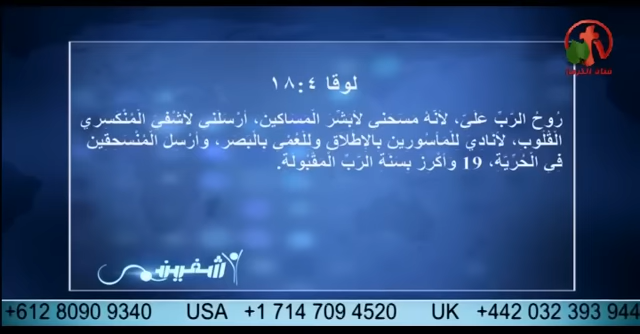 لوقا ٤:١٨
رُوحُ الرَّبِّ عَلَيَّ، لأَنَّهُ مَسَحَنِي لأُبَشِّرَ الْمَسَاكِينَ، أَرْسَلَنِي لأَشْفِيَ الْمُنْكَسِرِي
الْقُلُوبِ، لأُنَادِيَ لِلْمَأْسُورِينَ بِالإِطْلاَقِ ولِلْعُمْيِ بِالْبَصَرِ، وَأُرْسِلَ الْمُنْسَحِقِينَ
فِي الْحُرِّيَّةِ، 19 وَأَكْرِزَ بِسَنَةِ الرَّبِّ الْمَقْبُولَةِ.
+612 8090 9340 USA +1 714 709 4520 UK +442 032 393 944